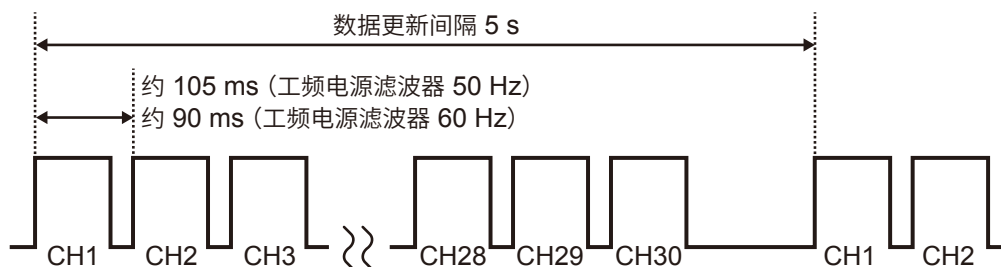 数据更新间隔 5 s
约 105 ms（工频电源滤波器 50 Hz）
约 90 ms（工频电源滤波器 60 Hz）
CH1 CH2 CH3 CH28 CH29 CH30 CH1 CH2